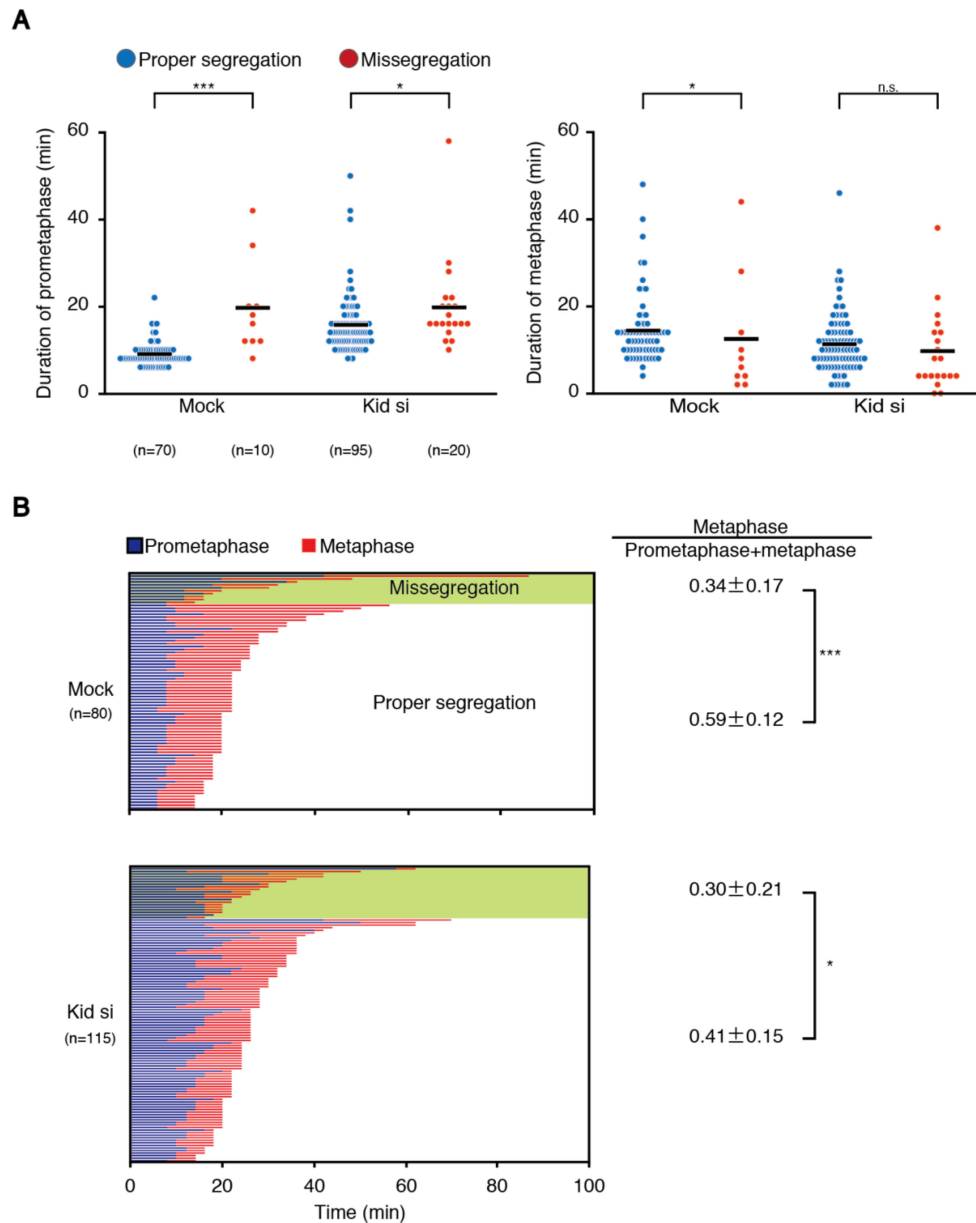 A
Proper segregation Missegregation
*** * * n.s.
Duration of prometaphase (min)
60
40
20
0
Mock Kid si
(n=70) (n=10) (n=95) (n=20)
Duration of metaphase (min)
60
40
20
0
Mock Kid si
B
Prometaphase Metaphase
Metaphase
Prometaphase+metaphase
Missegregation
0.34±0.17
***
Mock
(n=80)
Proper segregation
0.59±0.12
0.30±0.21
*
Kid si
(n=115)
0.41±0.15
0 20 40 60 80 100
Time (min)